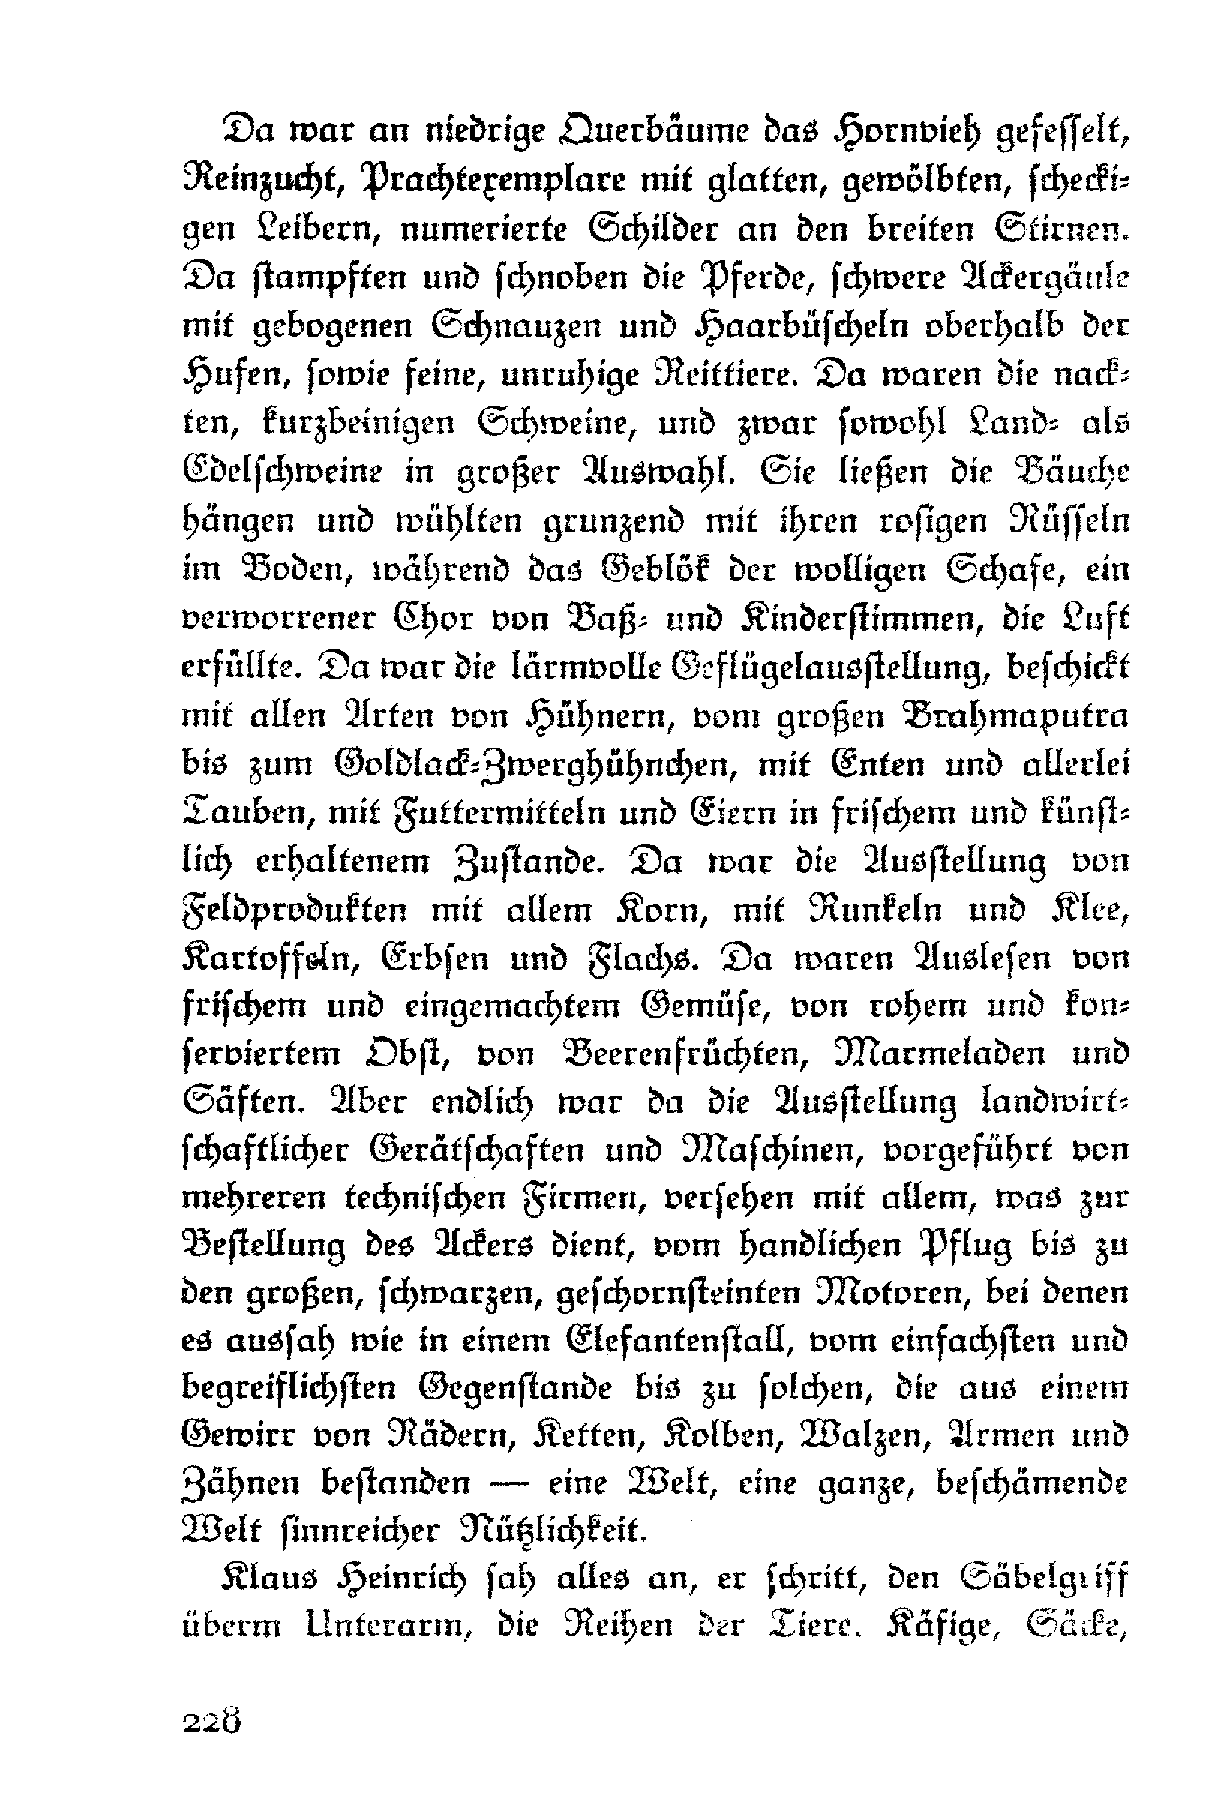 Da war an niedrige Querbäume das Hornvieh gefesselt,
Reinzucht, Prachtexemplare mit glatten, gewölbten, schecki-
gen Leibern, numerierte Schilder an den breiten Stirnen.
Da stampften und schnoben die Pferde, schwere Ackergäule
mit gebogenen Schnauzen und Haarbüscheln oberhalb der
Hufen, sowie feine, unruhige Reittiere. Da waren die nack-
ten, kurzbeinigen Schweine, und zwar sowohl Land- als
Edelschweine in großer Auswahl. Sie ließen die Bäuche
hängen und wühlten grunzend mit ihren rosigen Rüsseln
im Boden, während das Geblök der wolligen Schafe, ein
verworrener Chor von Baß- und Kinderstimmen, die Luft
erfüllte. Da war die lärmvolle Geflügelausstellung, beschickt
mit allen Arten von Hühnern, vom großen Brahmaputra
bis zum Goldlack-Zwerghühnchen, mit Enten und allerlei
Tauben, mit Futtermitteln und Eiern in frischem und künst-
lich erhaltenem Zustande. Da war die Ausstellung von
Feldprodukten mit allem Korn, mit Runkeln und Klee,
Kartoffeln, Erbsen und Flachs. Da waren Auslesen von
frischem und eingemachtem Gemüse, von rohem und kon-
serviertem Obst, von Beerenfrüchten, Marmeladen und
Säften. Aber endlich war da die Ausstellung landwirt-
schaftlicher Gerätschaften und Maschinen, vorgeführt von
mehreren technischen Firmen, versehen mit allem, was zur
Bestellung des Ackers dient, vom handlichen Pflug bis zu
den großen, schwarzen, geschornsteinten Motoren, bei denen
es aussah wie in einem Elefantenstall, vom einfachsten und
begreiflichsten Gegenstande bis zu solchen, die aus einem
Gewirr von Rädern, Ketten, Kolben, Walzen, Armen und
Zähnen bestanden — eine Welt, eine ganze, beschämende
Welt sinnreicher Nützlichkeit.
Klaus Heinrich sah alles an, er schritt, den Säbelgriff
überm Unterarm, die Reihen der Tiere. Käfige, Säcke,
228